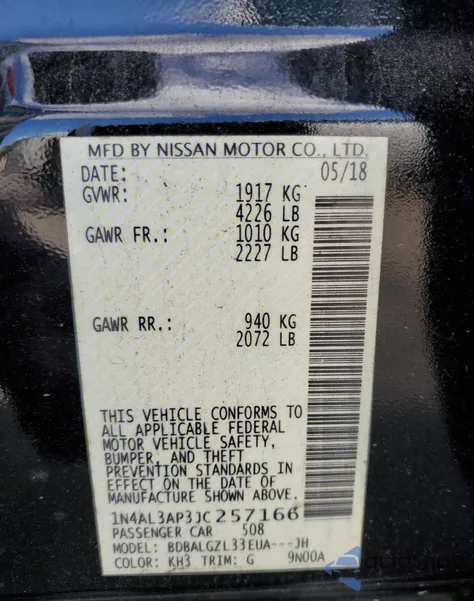 MFD BY NISSAN MOTOR CO., LTD.
DATE: 05/18
GVWR: 1917 KG
4226 LB
GAWR FR.: 1010 KG
2227 LB
GAWR RR.: 940 KG
2072 LB
THIS VEHICLE CONFORMS TO
ALL APPLICABLE FEDERAL
MOTOR VEHICLE SAFETY,
BUMPER, AND THEFT
PREVENTION STANDARDS IN
EFFECT ON THE DATE OF
MANUFACTURE SHOWN ABOVE.
1N4AL3AP3JC257166
PASSENGER CAR 508
MODEL: BDBALGZL33EUA---JH
COLOR: KH3 TRIM: G 9N00A